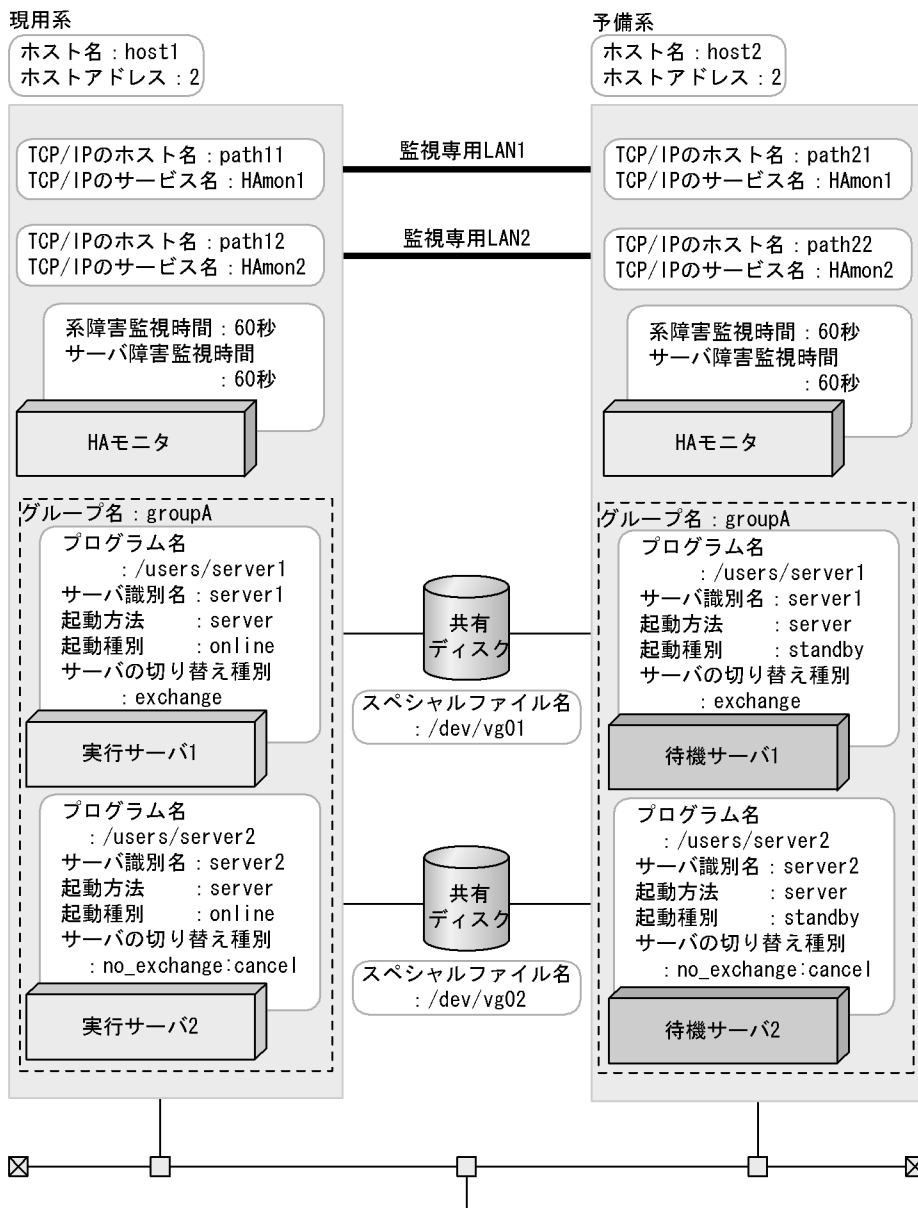 現用系
ホスト名：host1
ホストアドレス：2
TCP/IPのホスト名：path11
TCP/IPのサービス名：HAmon1
TCP/IPのホスト名：path12
TCP/IPのサービス名：HAmon2
系障害監視時間：60秒
サーバ障害監視時間
：60秒
HAモニタ
グループ名：groupA
プログラム名
：/users/server1
サーバ識別名：server1
起動方法　　：server
起動種別　　：online
サーバの切り替え種別
：exchange
実行サーバ1
プログラム名
：/users/server2
サーバ識別名：server2
起動方法　　：server
起動種別　　：online
サーバの切り替え種別
：no_exchange:cancel
実行サーバ2
監視専用LAN1
監視専用LAN2
共有
ディスク
スペシャルファイル名
：/dev/vg01
共有
ディスク
スペシャルファイル名
：/dev/vg02
予備系
ホスト名：host2
ホストアドレス：2
TCP/IPのホスト名：path21
TCP/IPのサービス名：HAmon1
TCP/IPのホスト名：path22
TCP/IPのサービス名：HAmon2
系障害監視時間：60秒
サーバ障害監視時間
：60秒
HAモニタ
グループ名：groupA
プログラム名
：/users/server1
サーバ識別名：server1
起動方法　　：server
起動種別　　：standby
サーバの切り替え種別
：exchange
待機サーバ1
プログラム名
：/users/server2
サーバ識別名：server2
起動方法　　：server
起動種別　　：standby
サーバの切り替え種別
：no_exchange:cancel
待機サーバ2